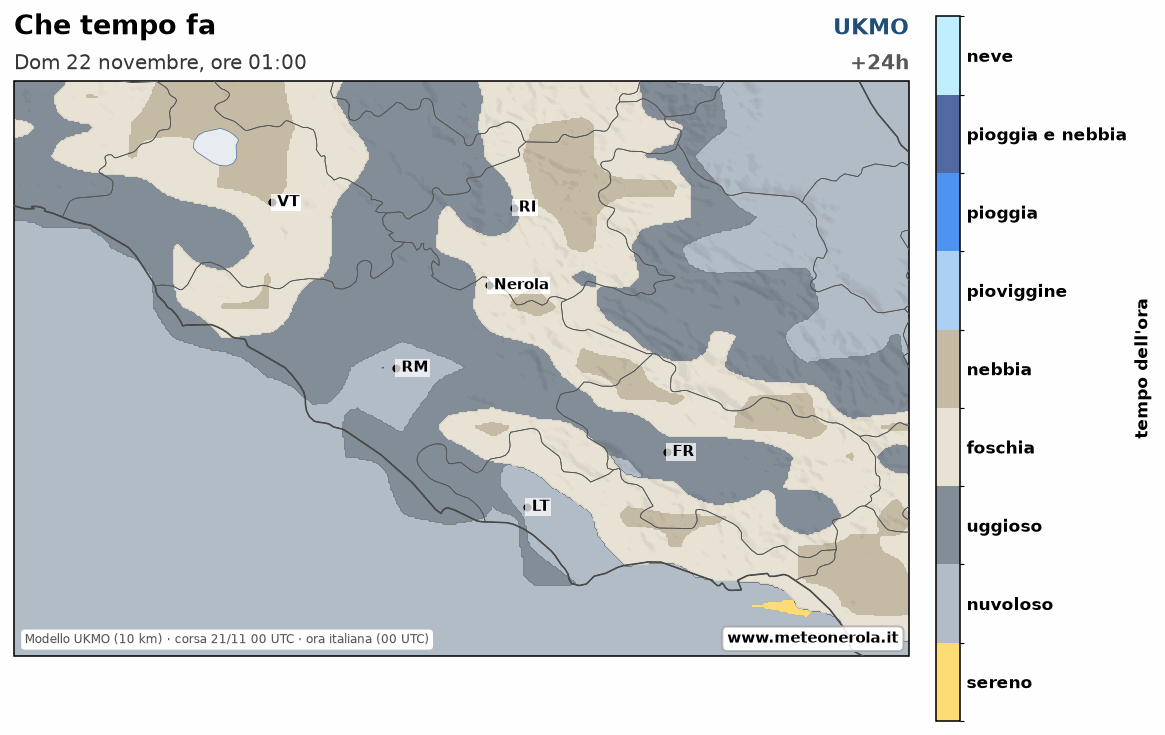 Che tempo fa
UKMO
Dom 22 novembre, ore 01:00
+24h
VT
RI
Nerola
RM
FR
LT
Modello UKMO (10 km) · corsa 21/11 00 UTC · ora italiana (00 UTC)
www.meteonerola.it
neve
pioggia e nebbia
pioggia
pioviggine
nebbia
foschia
uggioso
nuvoloso
sereno
tempo dell'ora